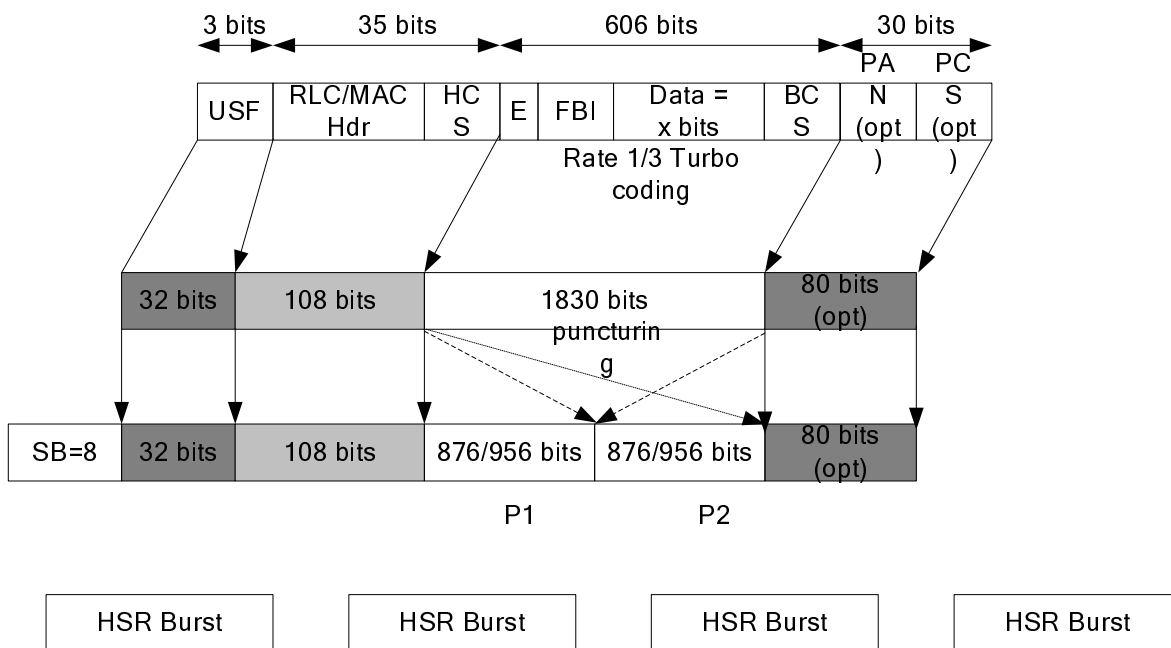 3 bits
35 bits
606 bits
30 bits
USF
RLC/MAC
Hdr
HC
S
E
FBI
Data =
x bits
BC
S
PA
N
(opt
)
PC
S
(opt
)
Rate 1/3 Turbo
coding
32 bits
108 bits
1830 bits
80 bits
(opt)
puncturin
g
SB=8
32 bits
108 bits
876/956 bits
876/956 bits
80 bits
(opt)
P1
P2
HSR Burst
HSR Burst
HSR Burst
HSR Burst